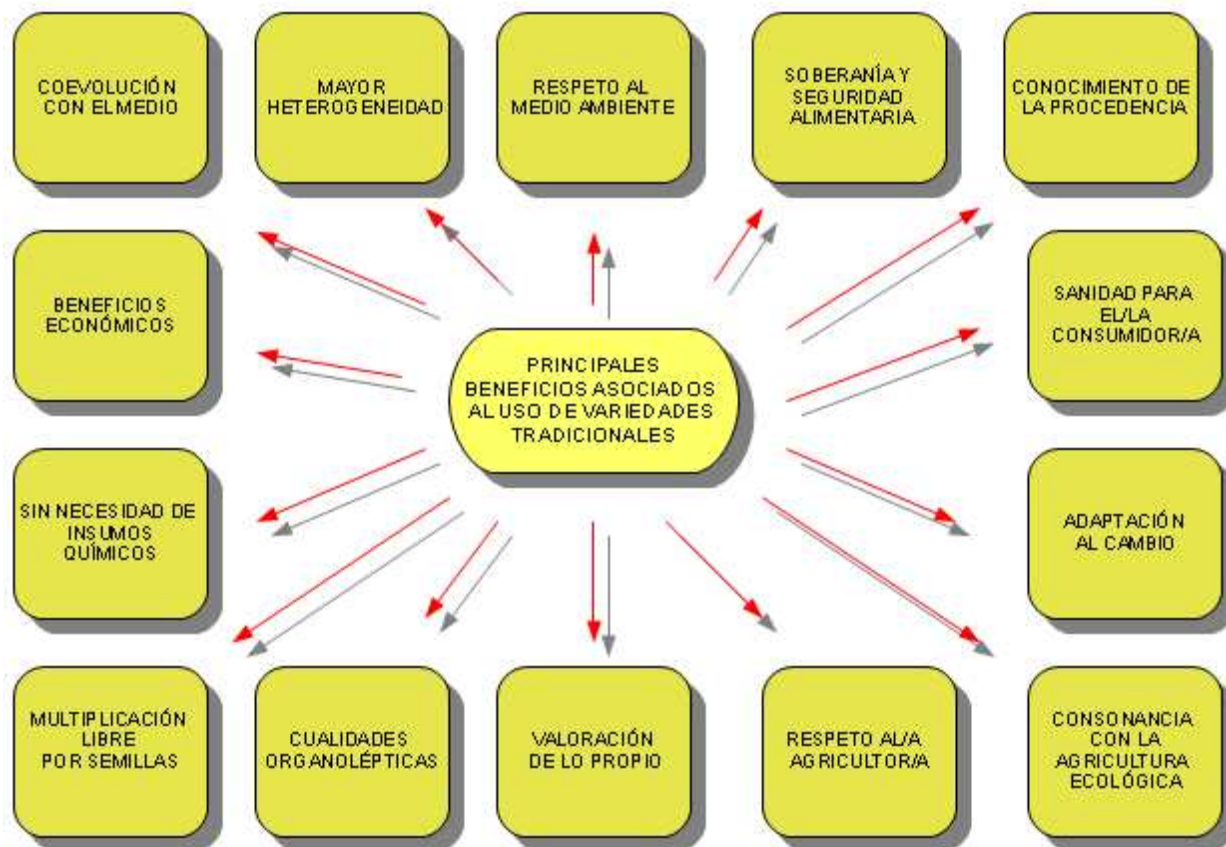 COEVOLUCIÓN
CON EL MEDIO
MAYOR
HETEROGENEIDAD
RESPETO AL
MEDIO AMBIENTE
SOBERANÍA Y
SEGURIDAD
ALIMENTARIA
CONOCIMIENTO DE
LA PROCEDENCIA
BENEFICIOS
ECONÓMICOS
PRINCIPALES
BENEFICIOS ASOCIADOS
AL USO DE VARIEDADES
TRADICIONALES
SANIDAD PARA
EL/LA
CONSUMIDOR/A
SIN NECESIDAD DE
INSUMOS
QUÍMICOS
ADAPTACIÓN
AL CAMBIO
MULTIPLICACIÓN
LIBRE
POR SEMILLAS
CUALIDADES
ORGANOLÉPTICAS
VALORACIÓN
DE LO PROPIO
RESPETO AL/A
AGRICULTOR/A
CONSONANCIA
CON LA
AGRICULTURA
ECOLÓGICA